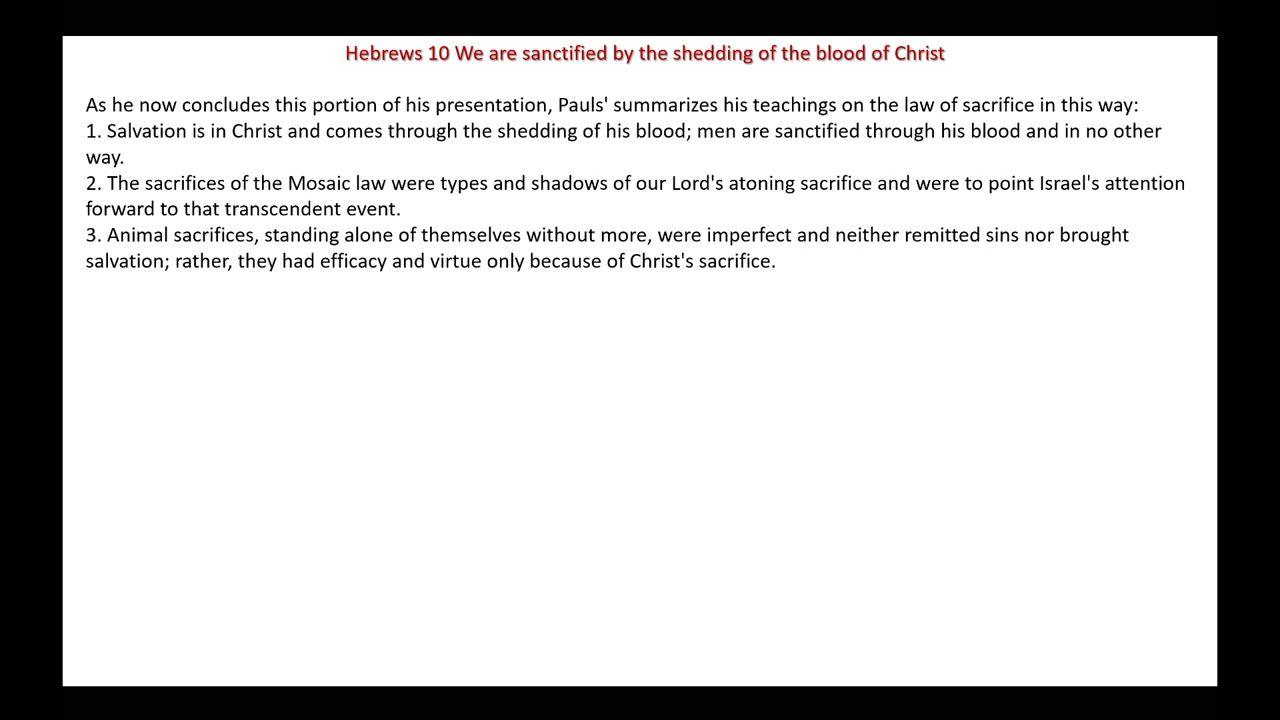 Hebrews 10 We are sanctified by the shedding of the blood of Christ
As he now concludes this portion of his presentation, Pauls' summarizes his teachings on the law of sacrifice in this way:
1. Salvation is in Christ and comes through the shedding of his blood; men are sanctified through his blood and in no other
way.
2. The sacrifices of the Mosaic law were types and shadows of our Lord's atoning sacrifice and were to point Israel's attention
forward to that transcendent event.
3. Animal sacrifices, standing alone of themselves without more, were imperfect and neither remitted sins nor brought
salvation; rather, they had efficacy and virtue only because of Christ's sacrifice.